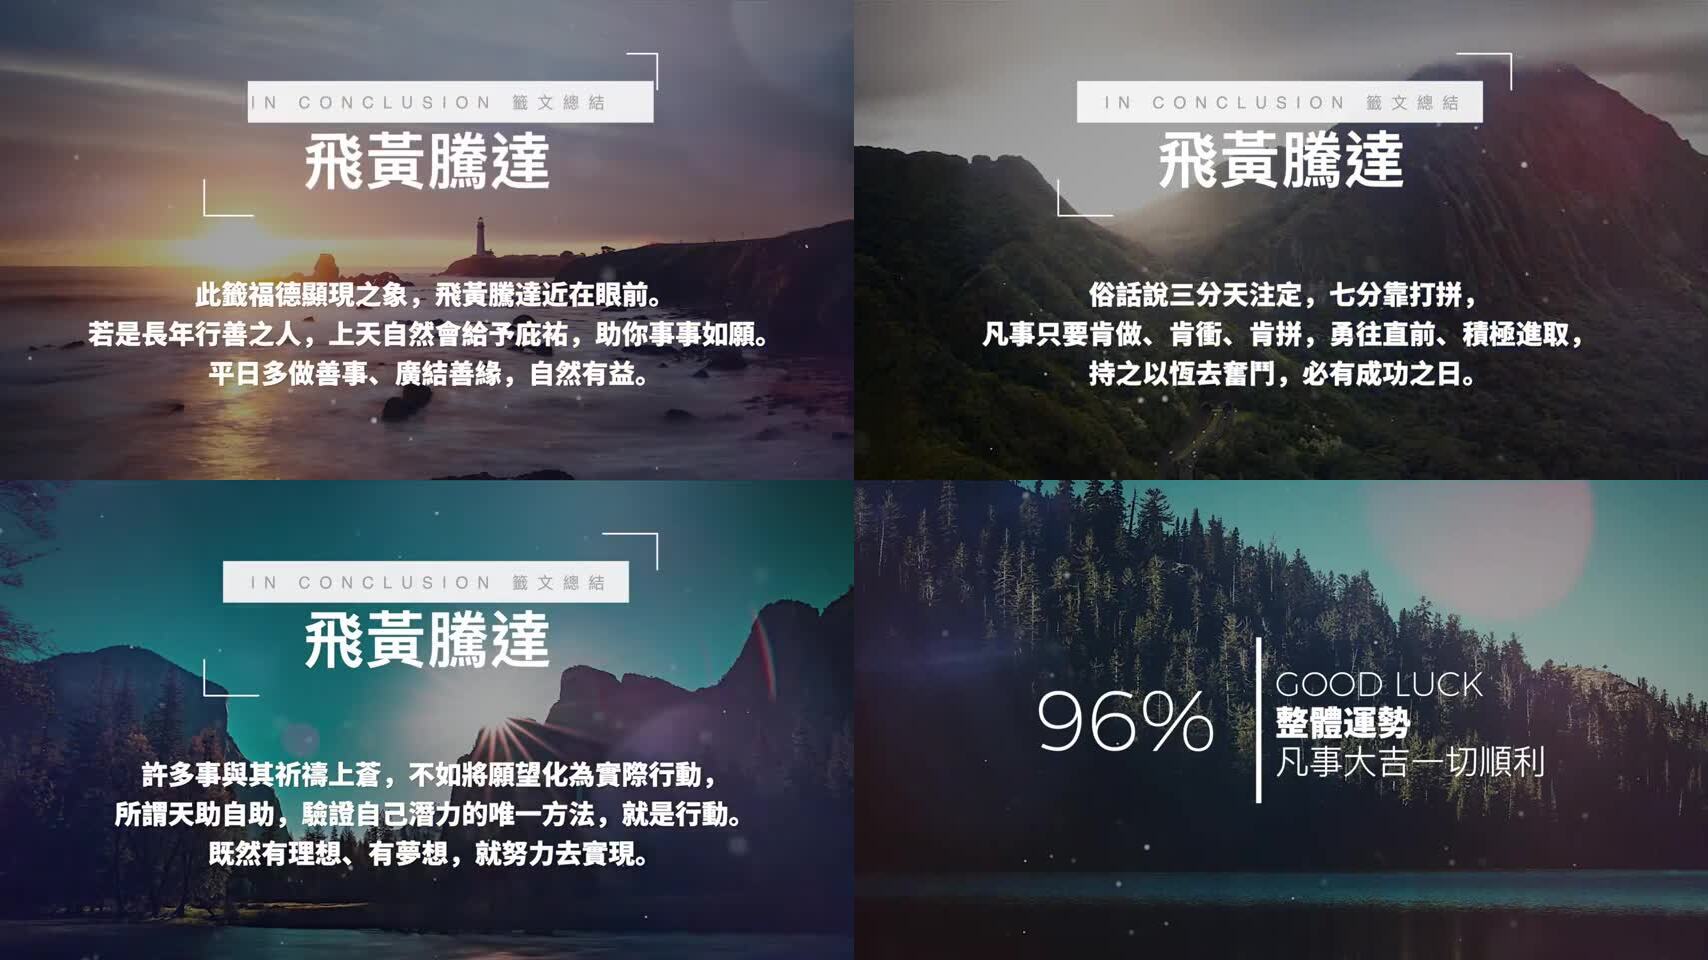 IN CONCLUSION 籤文總結
飛黃騰達
此籤福德顯現之象，飛黃騰達近在眼前。
若是長年行善之人，上天自然會給予庇祐，助你事事如願。
平日多做善事、廣結善緣，自然有益。
IN CONCLUSION 籤文總結
飛黃騰達
俗話說三分天注定，七分靠打拼，
凡事只要肯做、肯衝、肯拼，勇往直前、積極進取，
持之以恆去奮鬥，必有成功之日。
IN CONCLUSION 籤文總結
飛黃騰達
許多事與其祈禱上蒼，不如將願望化為實際行動，
所謂天助自助，驗證自己潛力的唯一方法，就是行動。
既然有理想、有夢想，就努力去實現。
96%
GOOD LUCK
整體運勢
凡事大吉一切順利